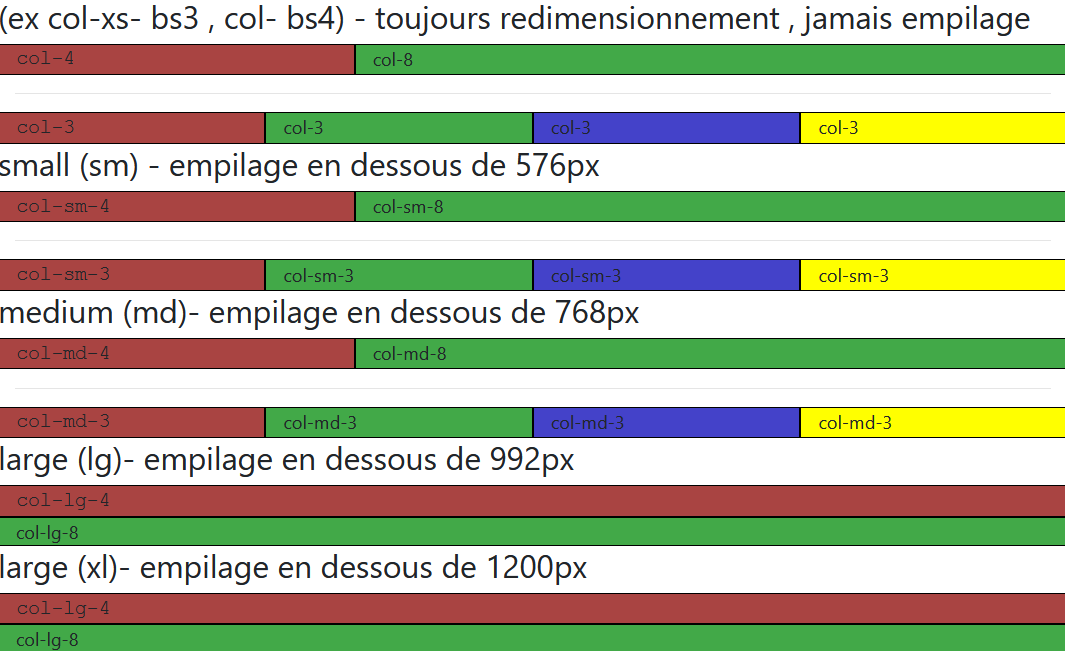 (ex col-xs- bs3 , col- bs4) - toujours redimensionnement , jamais empilage
col-4 col-8
col-3 col-3 col-3 col-3
small (sm) - empilage en dessous de 576px
col-sm-4 col-sm-8
col-sm-3 col-sm-3 col-sm-3 col-sm-3
medium (md)- empilage en dessous de 768px
col-md-4 col-md-8
col-md-3 col-md-3 col-md-3 col-md-3
large (lg)- empilage en dessous de 992px
col-lg-4
col-lg-8
large (xl)- empilage en dessous de 1200px
col-lg-4
col-lg-8